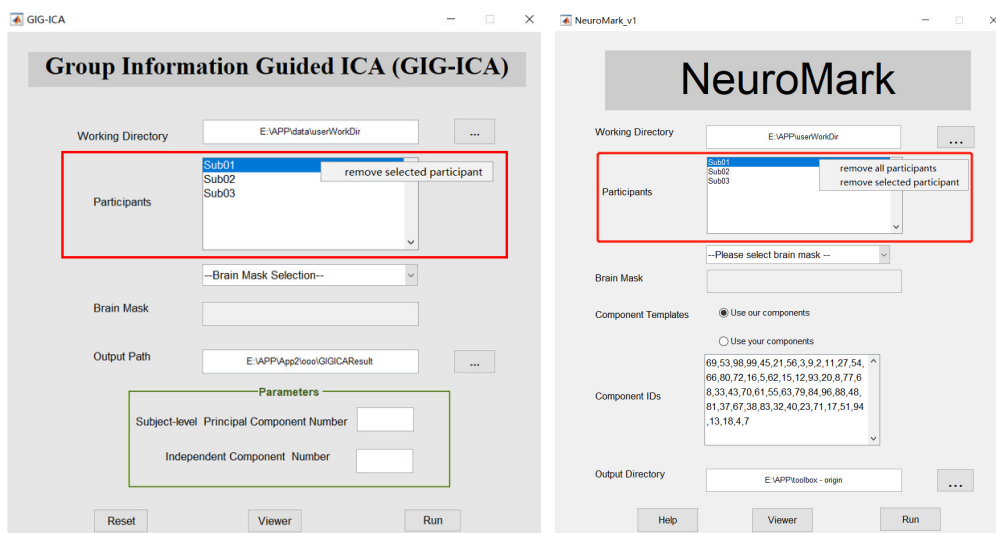 GIG-ICA
Group Information Guided ICA (GIG-ICA)
Working Directory
E:\APP\data\userWorkDir
...
Participants
Sub01
Sub02
Sub03
remove selected participant
--Brain Mask Selection--
Brain Mask
Output Path
E:\APP\App2\ooo\GIGICAResult
...
Parameters
Subject-level Principal Component Number
Independent Component Number
Reset
Viewer
Run
NeuroMark_v1
NeuroMark
Working Directory
E:\APP\userWorkDir
...
Participants
Sub01
Sub02
Sub03
remove all participants
remove selected participant
--Please select brain mask --
Brain Mask
Component Templates
Use our components
Use your components
Component IDs
69,53,98,99,45,21,56,3,9,2,11,27,54,
66,80,72,16,5,62,15,12,93,20,8,77,6
8,33,43,70,61,55,63,79,84,96,88,48,
81,37,67,38,83,32,40,23,71,17,51,94
,13,18,4,7
Output Directory
E:\APP\toolbox - origin
...
Help
Viewer
Run